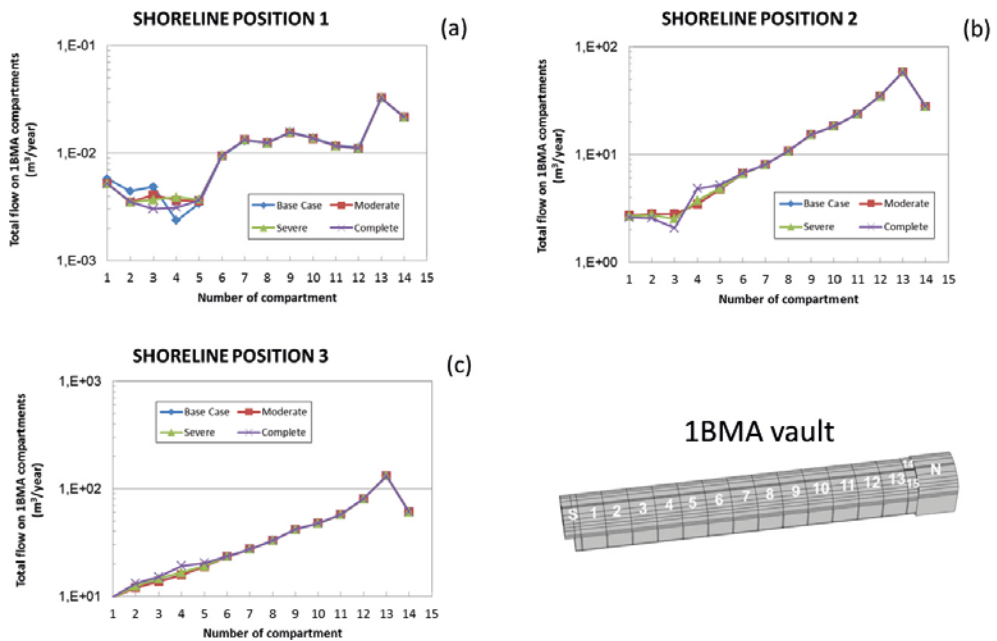 SHORELINE POSITION 1
(a)
Total flow on 1BMA compartments
(m³/year)
1,E-01
1,E-02
1,E-03
Base Case Moderate
Severe Complete
1 2 3 4 5 6 7 8 9 10 11 12 13 14 15
Number of compartment
SHORELINE POSITION 2
(b)
Total flow on 1BMA compartments
(m³/year)
1,E+02
1,E+01
1,E+00
Base Case Moderate
Severe Complete
1 2 3 4 5 6 7 8 9 10 11 12 13 14 15
Number of compartment
SHORELINE POSITION 3
(c)
Total flow on 1BMA compartments
(m³/year)
1,E+03
1,E+02
1,E+01
Base Case Moderate
Severe Complete
1 2 3 4 5 6 7 8 9 10 11 12 13 14 15
Number of compartment
1BMA vault
S 1 2 3 4 5 6 7 8 9 10 11 12 13 14 15 N